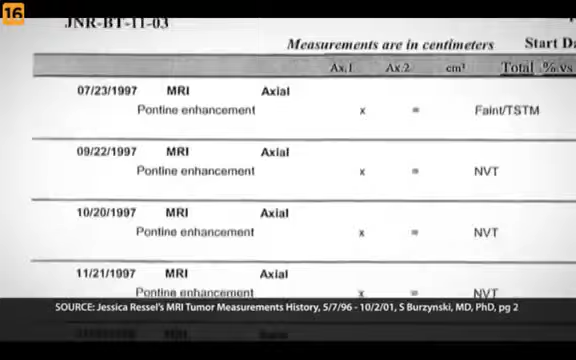 16
JNR-BT-11-03
Measurements are in centimeters Start Da
Ax.1 Ax.2 cm² Total %vs
07/23/1997 MRI Axial
Pontine enhancement x = Faint/TSTM
09/22/1997 MRI Axial
Pontine enhancement x = NVT
10/20/1997 MRI Axial
Pontine enhancement x = NVT
11/21/1997 MRI Axial
Pontine enhancement x = NVT
SOURCE: Jessica Ressel's MRI Tumor Measurements History, 5/7/96 - 10/2/01, S Burzynski, MD, PhD, pg 2